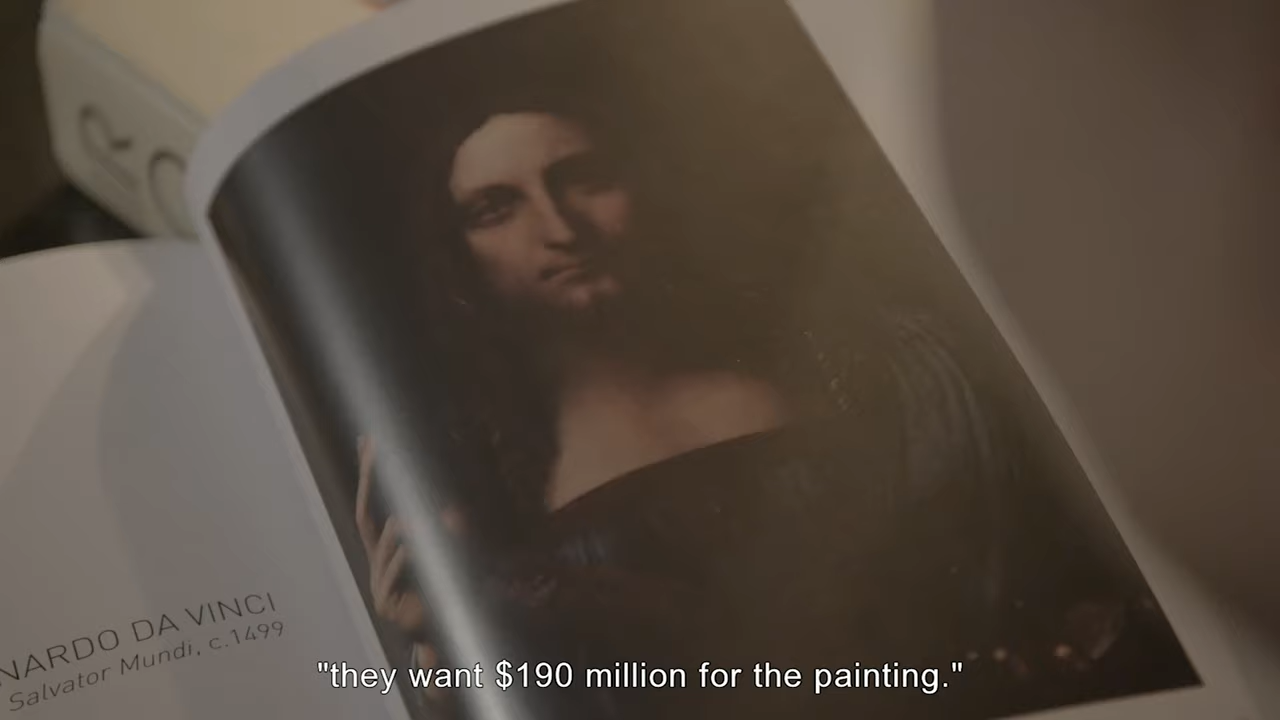 NARDO DA VINCI
Salvator Mundi, c.1499
"they want $190 million for the painting."